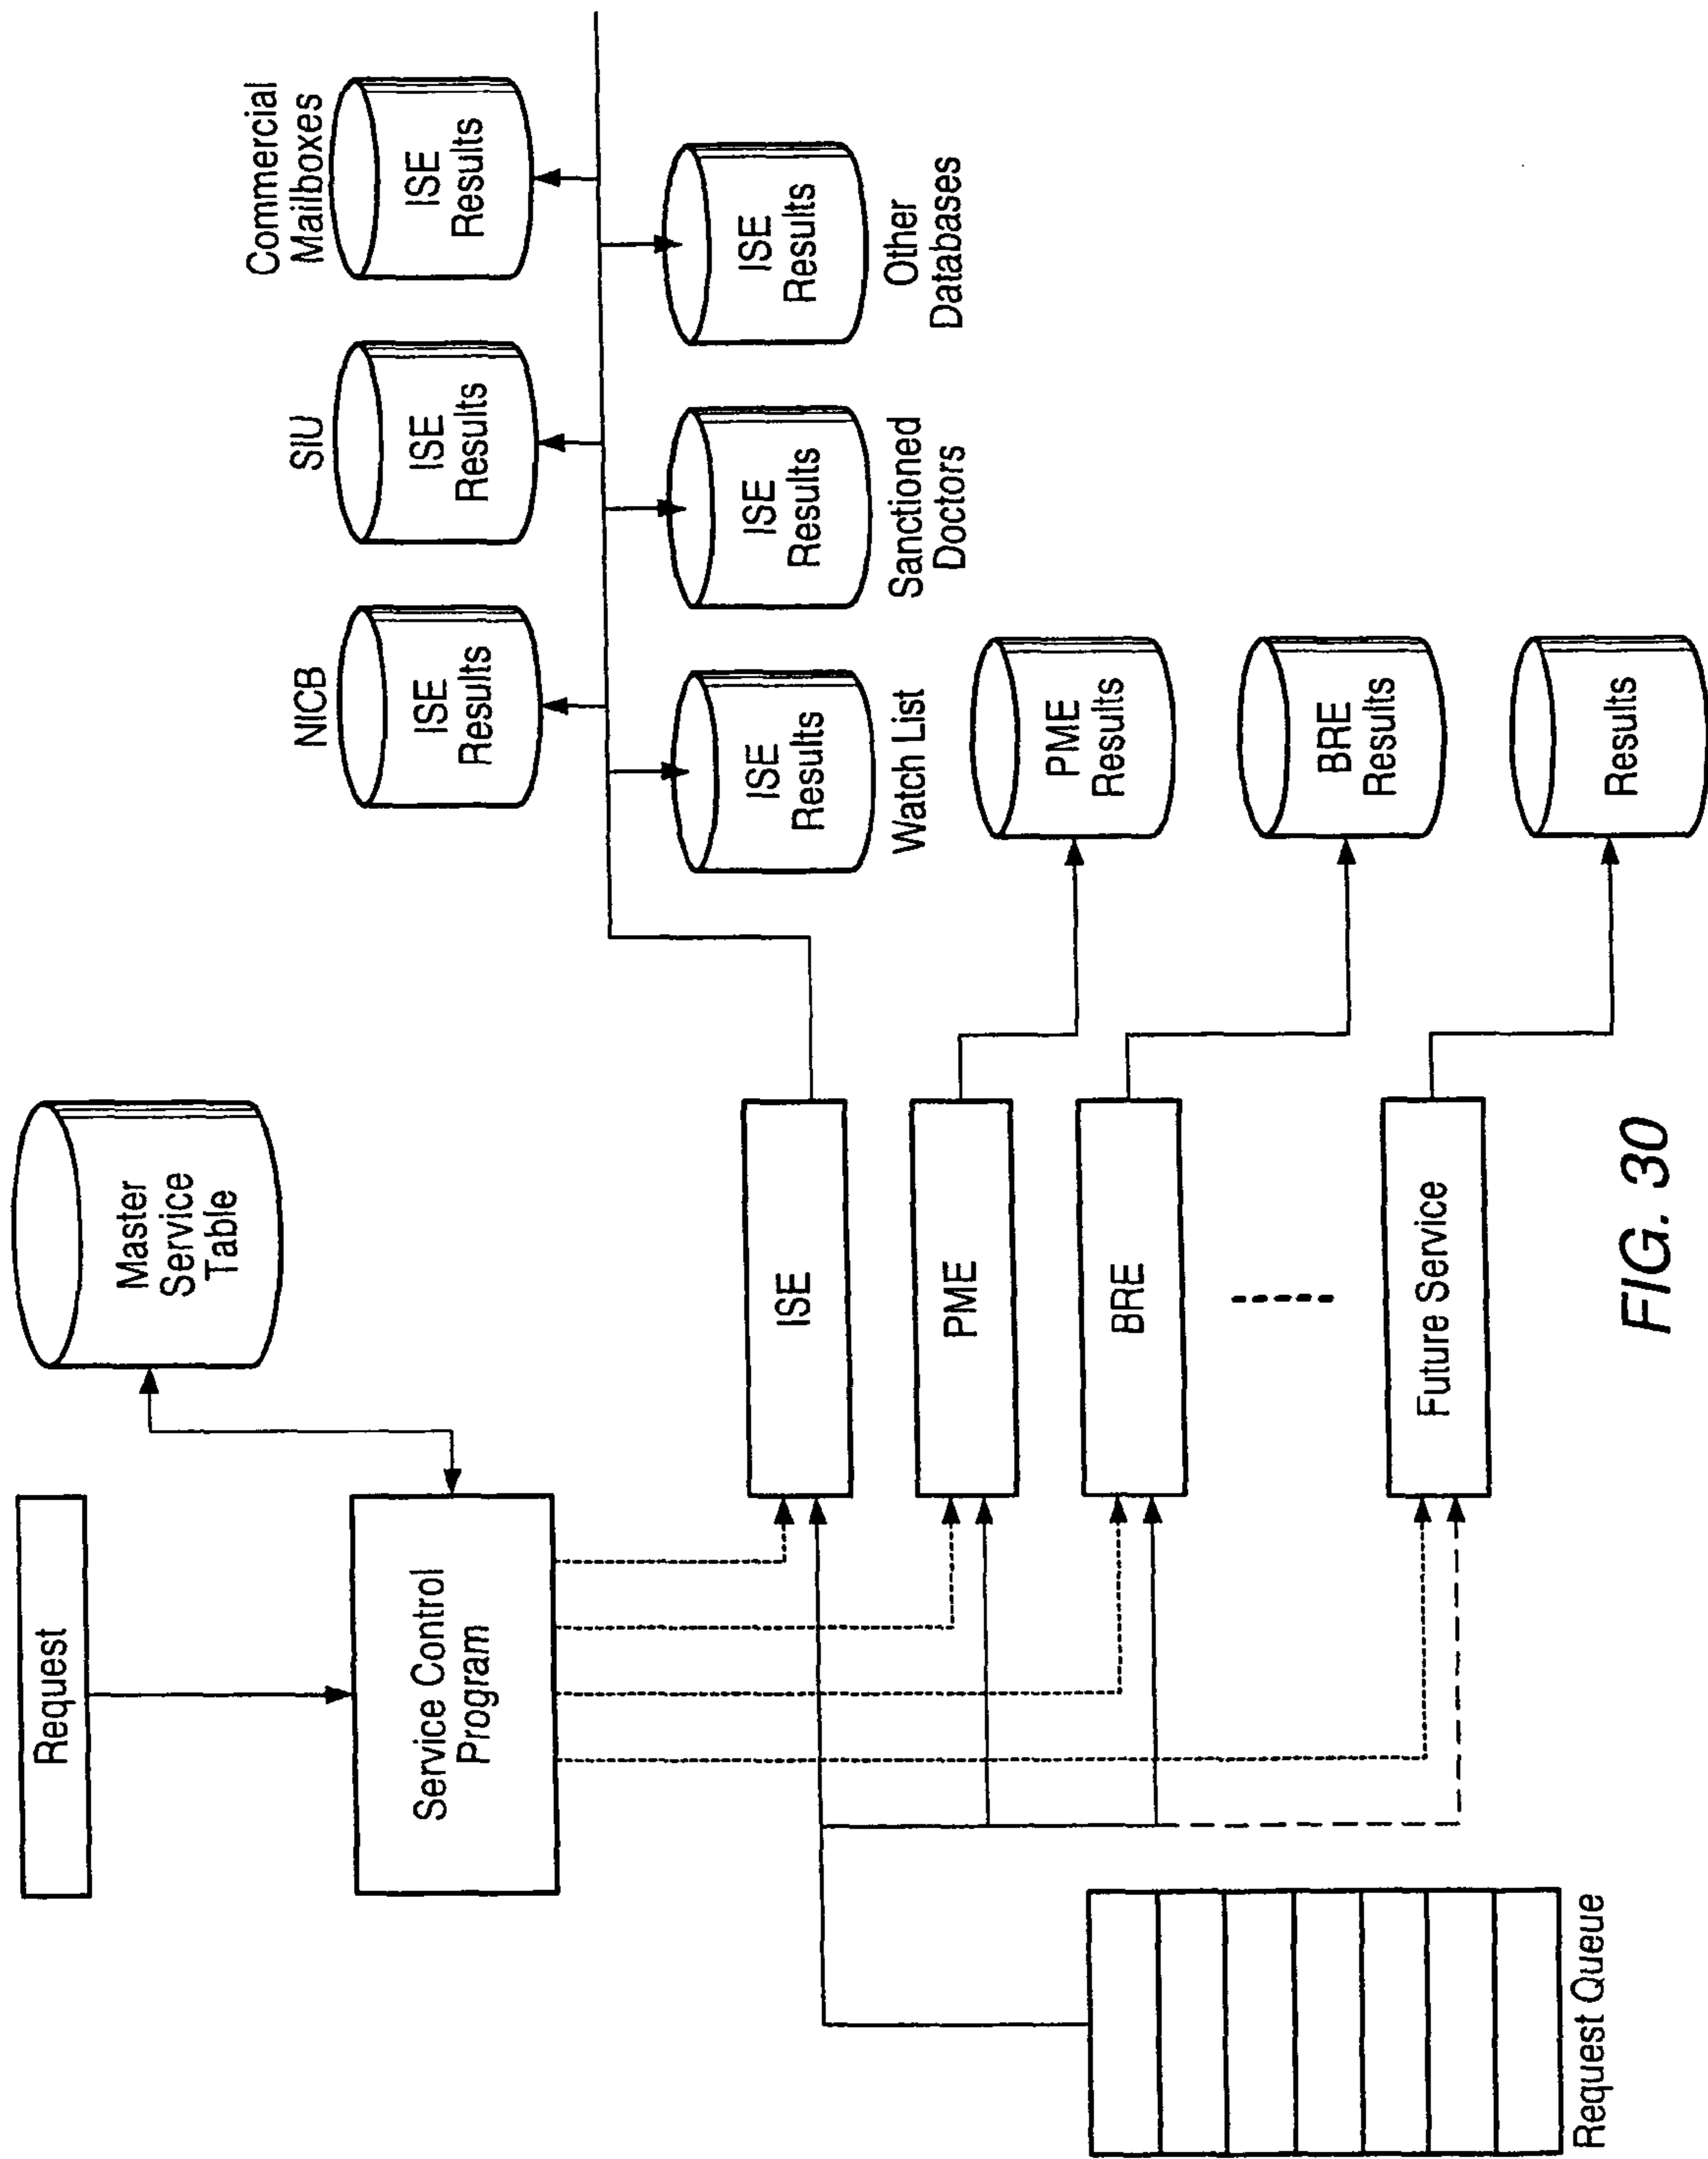 Request
Master
Service
Table
Service Control
Program
Commercial
Mailboxes
SIU
NICB
ISE
Results
ISE
Results
ISE
Results
ISE
Results
ISE
Results
ISE
Results
Watch List
Sanctioned
Doctors
Other
Databases
ISE
PME
BRE
Future Service
PME
Results
BRE
Results
Results
Request Queue
FIG. 30